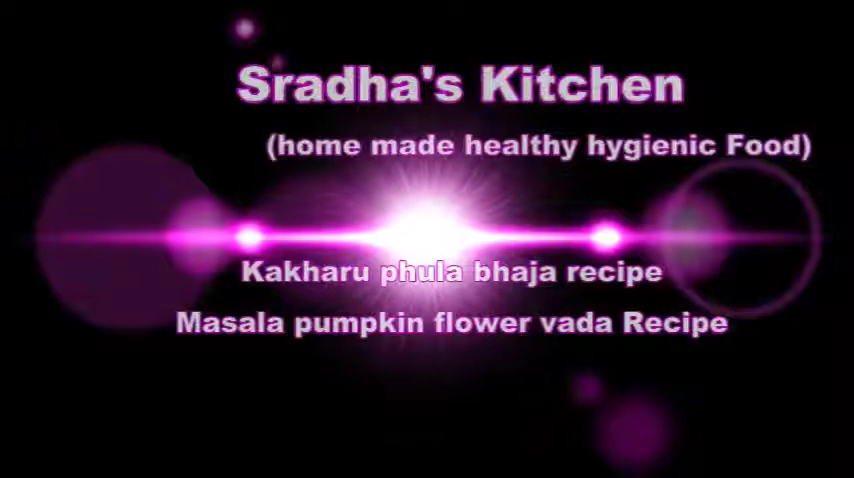 Sradha's Kitchen
(home made healthy hygienic Food)
Kakharu phula bhaja recipe
Masala pumpkin flower vada Recipe